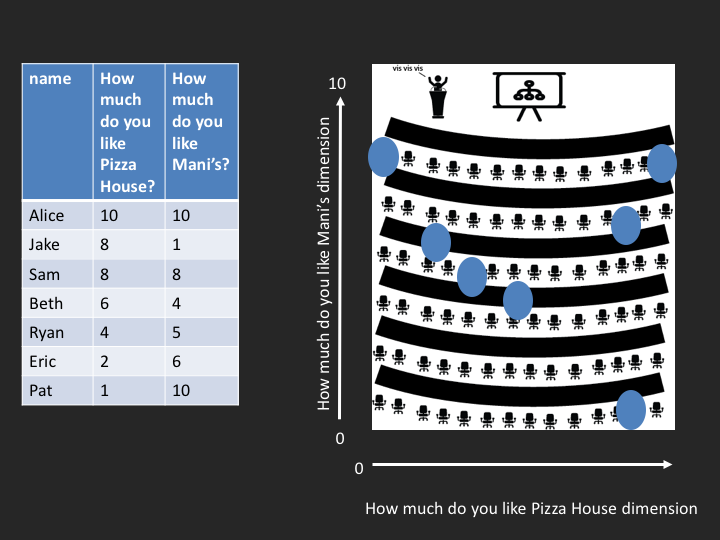 name
How
much
do you
like
Pizza
House?
How
much
do you
like
Mani's?
Alice 10 10
Jake 8 1
Sam 8 8
Beth 6 4
Ryan 4 5
Eric 2 6
Pat 1 10
vis vis vis
10
How much do you like Mani's dimension
0
0
How much do you like Pizza House dimension